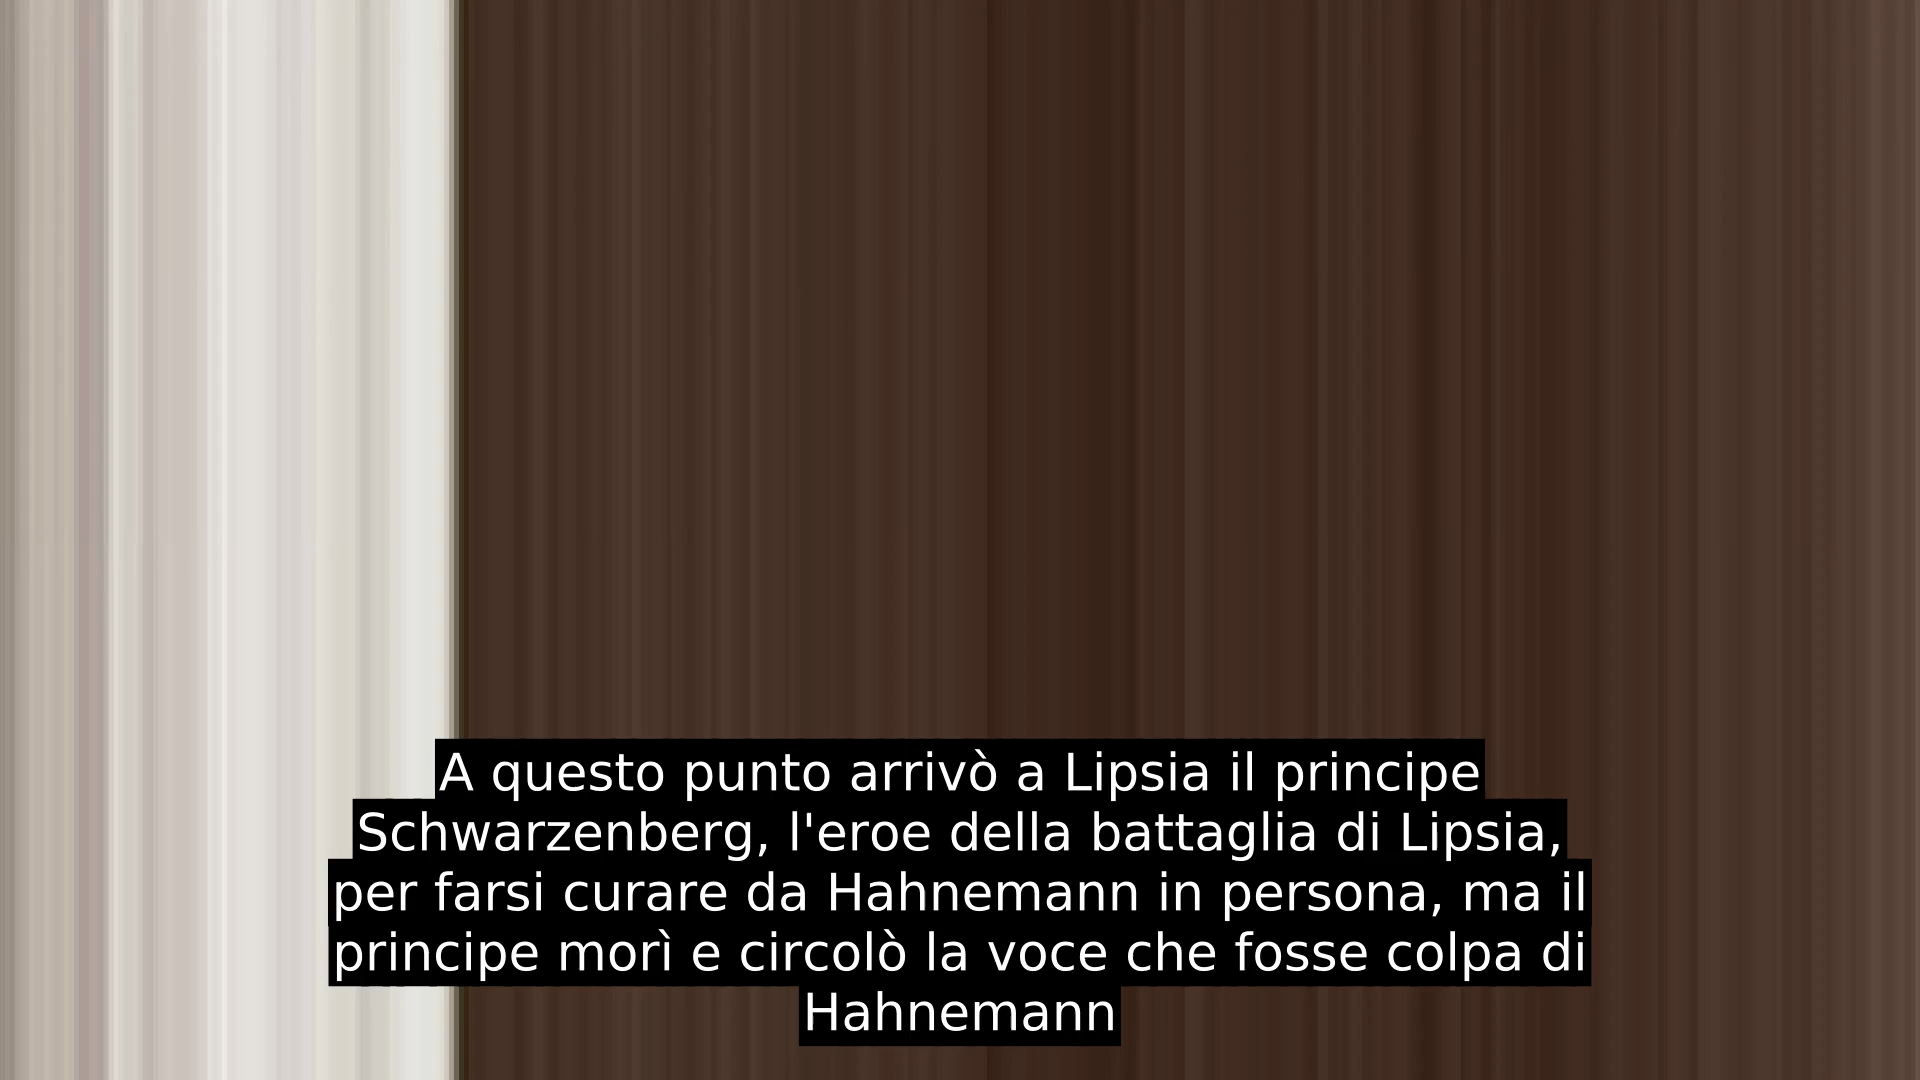 A questo punto arrivò a Lipsia il principe
Schwarzenberg, l'eroe della battaglia di Lipsia,
per farsi curare da Hahnemann in persona, ma il
principe morì e circolò la voce che fosse colpa di
Hahnemann